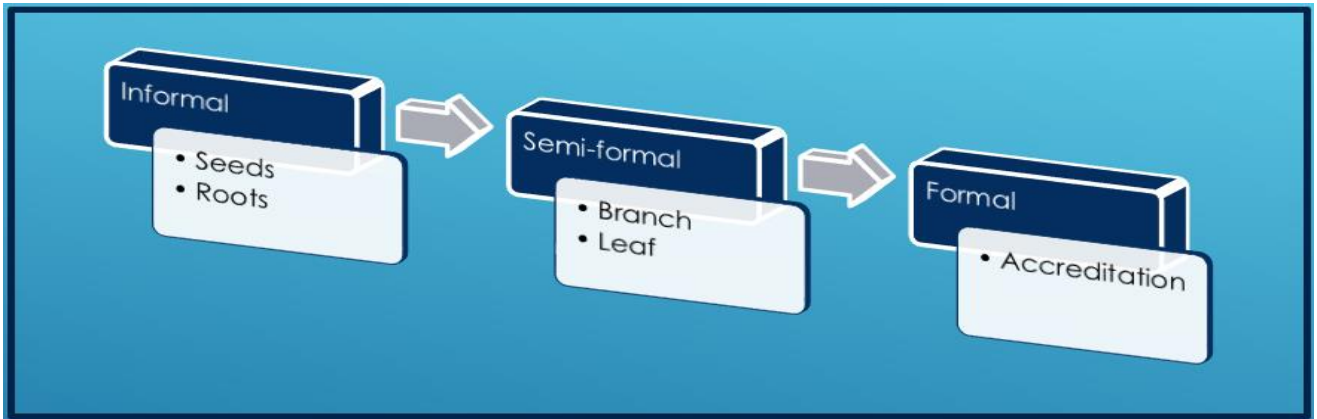 Informal
• Seeds
• Roots
Semi-formal
• Branch
• Leaf
Formal
• Accreditation